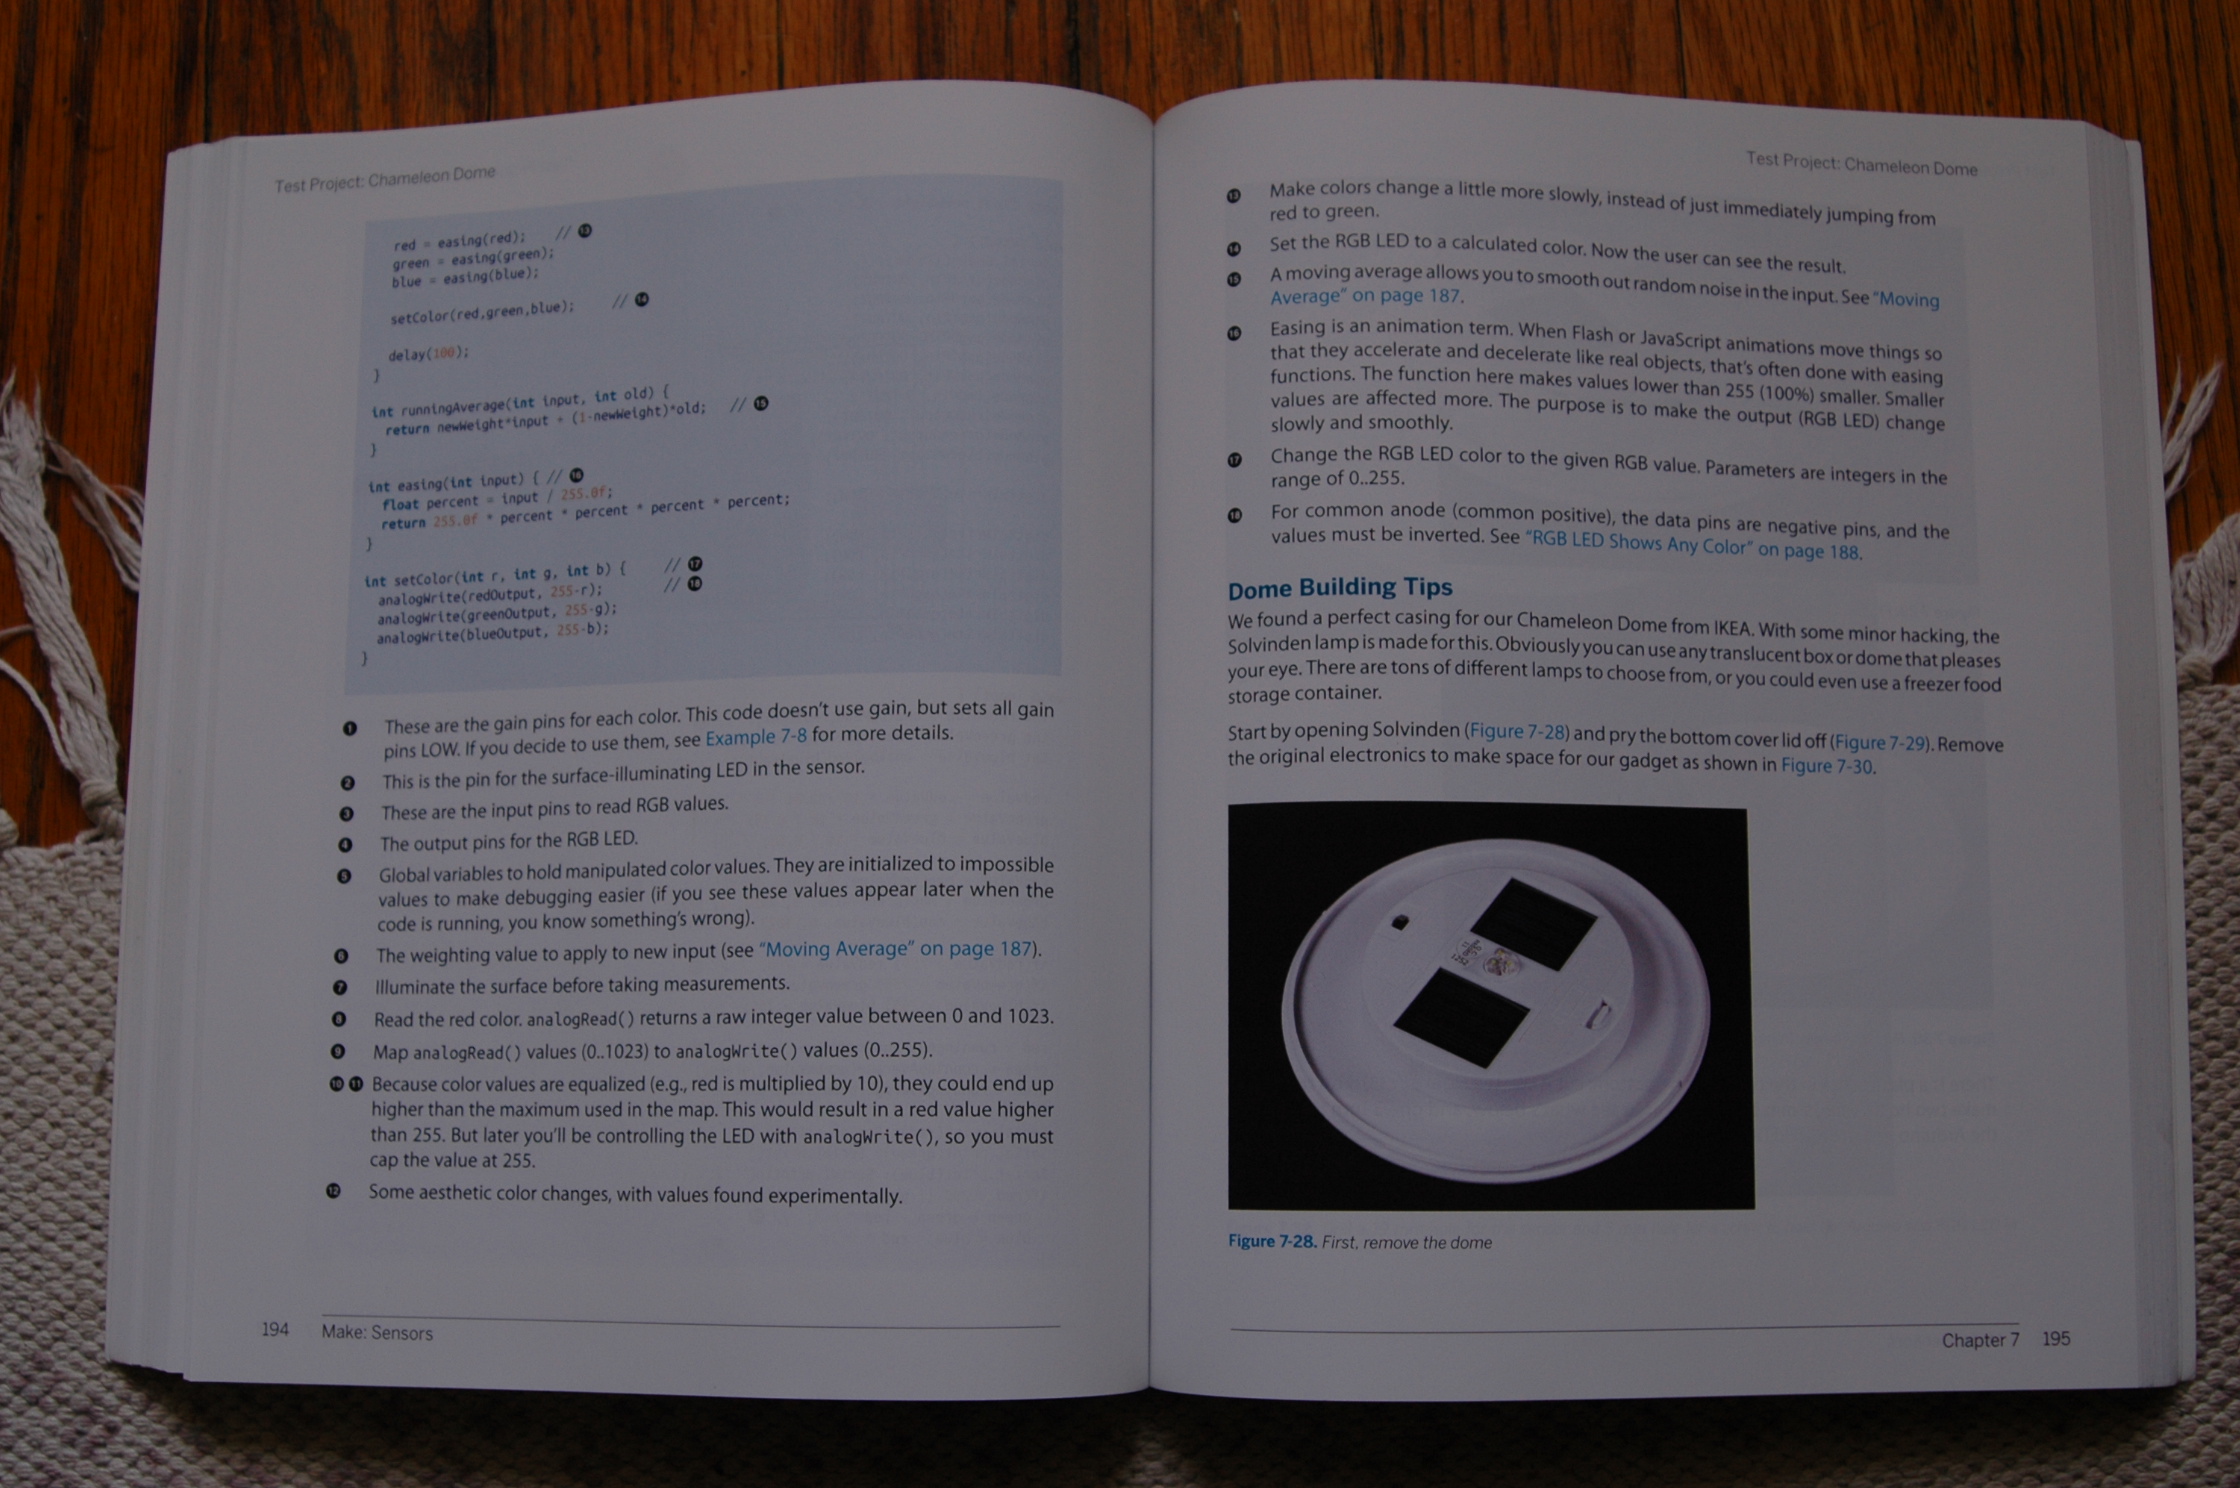 Test Project: Chameleon Dome
red = easing(red); // ⓭
green = easing(green);
blue = easing(blue);
setColor(red,green,blue); // ⓮
delay(100);
}
int runningAverage(int input, int old) {
return newWeight*input + (1-newWeight)*old; // ⓯
}
int easing(int input) { // ⓰
float percent = input / 255.0f;
return 255.0f * percent * percent * percent * percent;
}
int setColor(int r, int g, int b) { // ⓱
analogWrite(redOutput, 255-r); // ⓲
analogWrite(greenOutput, 255-g);
analogWrite(blueOutput, 255-b);
}
❶ These are the gain pins for each color. This code doesn't use gain, but sets all gain
pins LOW. If you decide to use them, see Example 7-8 for more details.
❷ This is the pin for the surface-illuminating LED in the sensor.
❸ These are the input pins to read RGB values.
❹ The output pins for the RGB LED.
❺ Global variables to hold manipulated color values. They are initialized to impossible
values to make debugging easier (if you see these values appear later when the
code is running, you know something's wrong).
❻ The weighting value to apply to new input (see "Moving Average" on page 187).
❼ Illuminate the surface before taking measurements.
❽ Read the red color. analogRead() returns a raw integer value between 0 and 1023.
❾ Map analogRead() values (0..1023) to analogWrite() values (0..255).
❿ ⓫ Because color values are equalized (e.g., red is multiplied by 10), they could end up
higher than the maximum used in the map. This would result in a red value higher
than 255. But later you'll be controlling the LED with analogWrite(), so you must
cap the value at 255.
⓬ Some aesthetic color changes, with values found experimentally.
194 Make: Sensors
Test Project: Chameleon Dome
⓭ Make colors change a little more slowly, instead of just immediately jumping from
red to green.
⓮ Set the RGB LED to a calculated color. Now the user can see the result.
⓯ A moving average allows you to smooth out random noise in the input. See "Moving
Average" on page 187.
⓰ Easing is an animation term. When Flash or JavaScript animations move things so
that they accelerate and decelerate like real objects, that's often done with easing
functions. The function here makes values lower than 255 (100%) smaller. Smaller
values are affected more. The purpose is to make the output (RGB LED) change
slowly and smoothly.
⓱ Change the RGB LED color to the given RGB value. Parameters are integers in the
range of 0..255.
⓲ For common anode (common positive), the data pins are negative pins, and the
values must be inverted. See "RGB LED Shows Any Color" on page 188.
Dome Building Tips
We found a perfect casing for our Chameleon Dome from IKEA. With some minor hacking, the
Solvinden lamp is made for this. Obviously you can use any translucent box or dome that pleases
your eye. There are tons of different lamps to choose from, or you could even use a freezer food
storage container.
Start by opening Solvinden (Figure 7-28) and pry the bottom cover lid off (Figure 7-29). Remove
the original electronics to make space for our gadget as shown in Figure 7-30.
Figure 7-28. First, remove the dome
Chapter 7 195